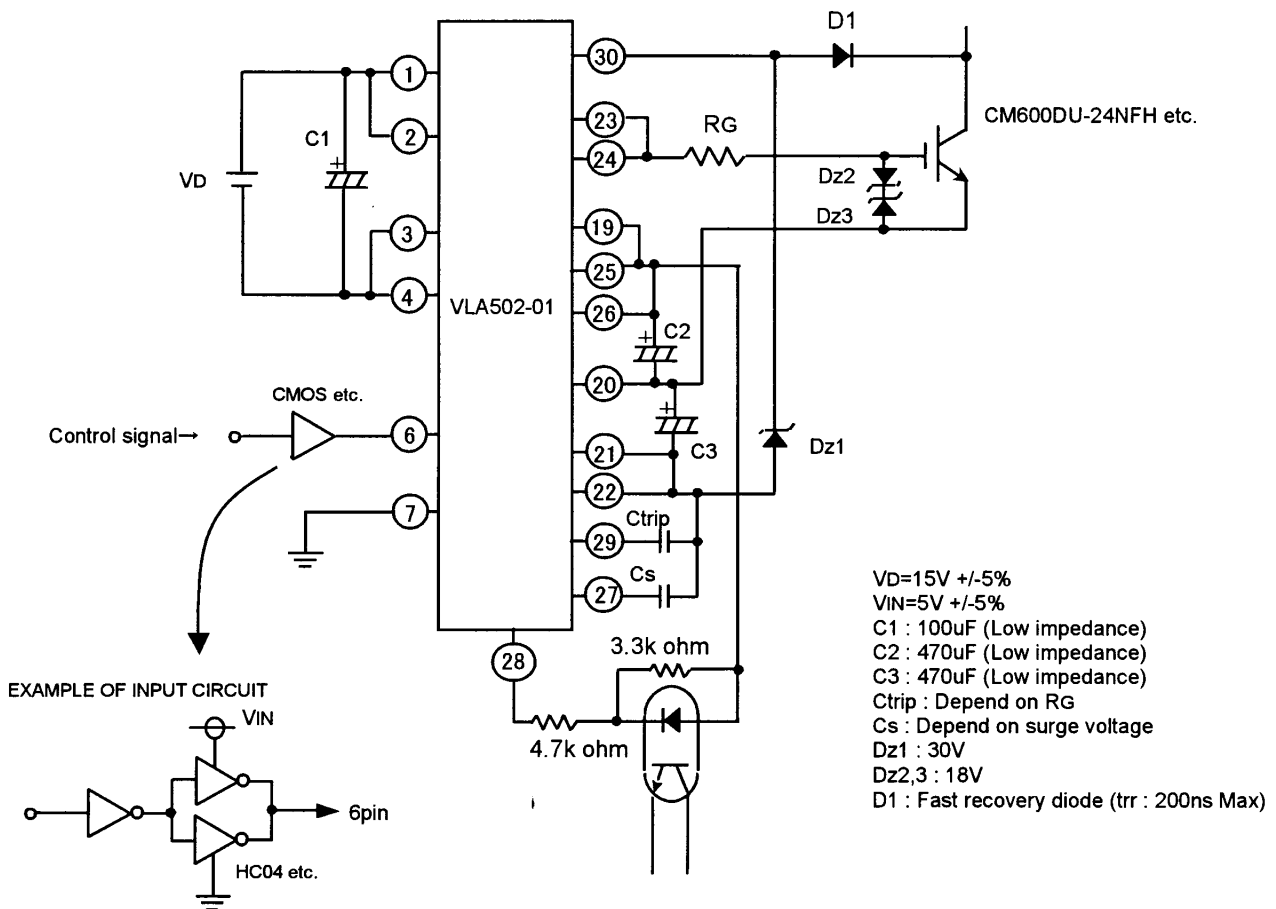 D1
30
1
CM600DU-24NFH etc.
23
RG
C1
+
2
24
Dz2
VD
Dz3
19
3
25
4
VLA502-01
26
+
C2
20
CMOS etc.
+
Control signal→
6
21
C3
Dz1
22
7
Ctrip
29
Cs
27
VD=15V +/-5%
VIN=5V +/-5%
C1 : 100uF (Low impedance)
C2 : 470uF (Low impedance)
C3 : 470uF (Low impedance)
Ctrip : Depend on RG
Cs : Depend on surge voltage
Dz1 : 30V
Dz2,3 : 18V
D1 : Fast recovery diode (trr : 200ns Max)
3.3k ohm
28
4.7k ohm
EXAMPLE OF INPUT CIRCUIT
VIN
6pin
HC04 etc.